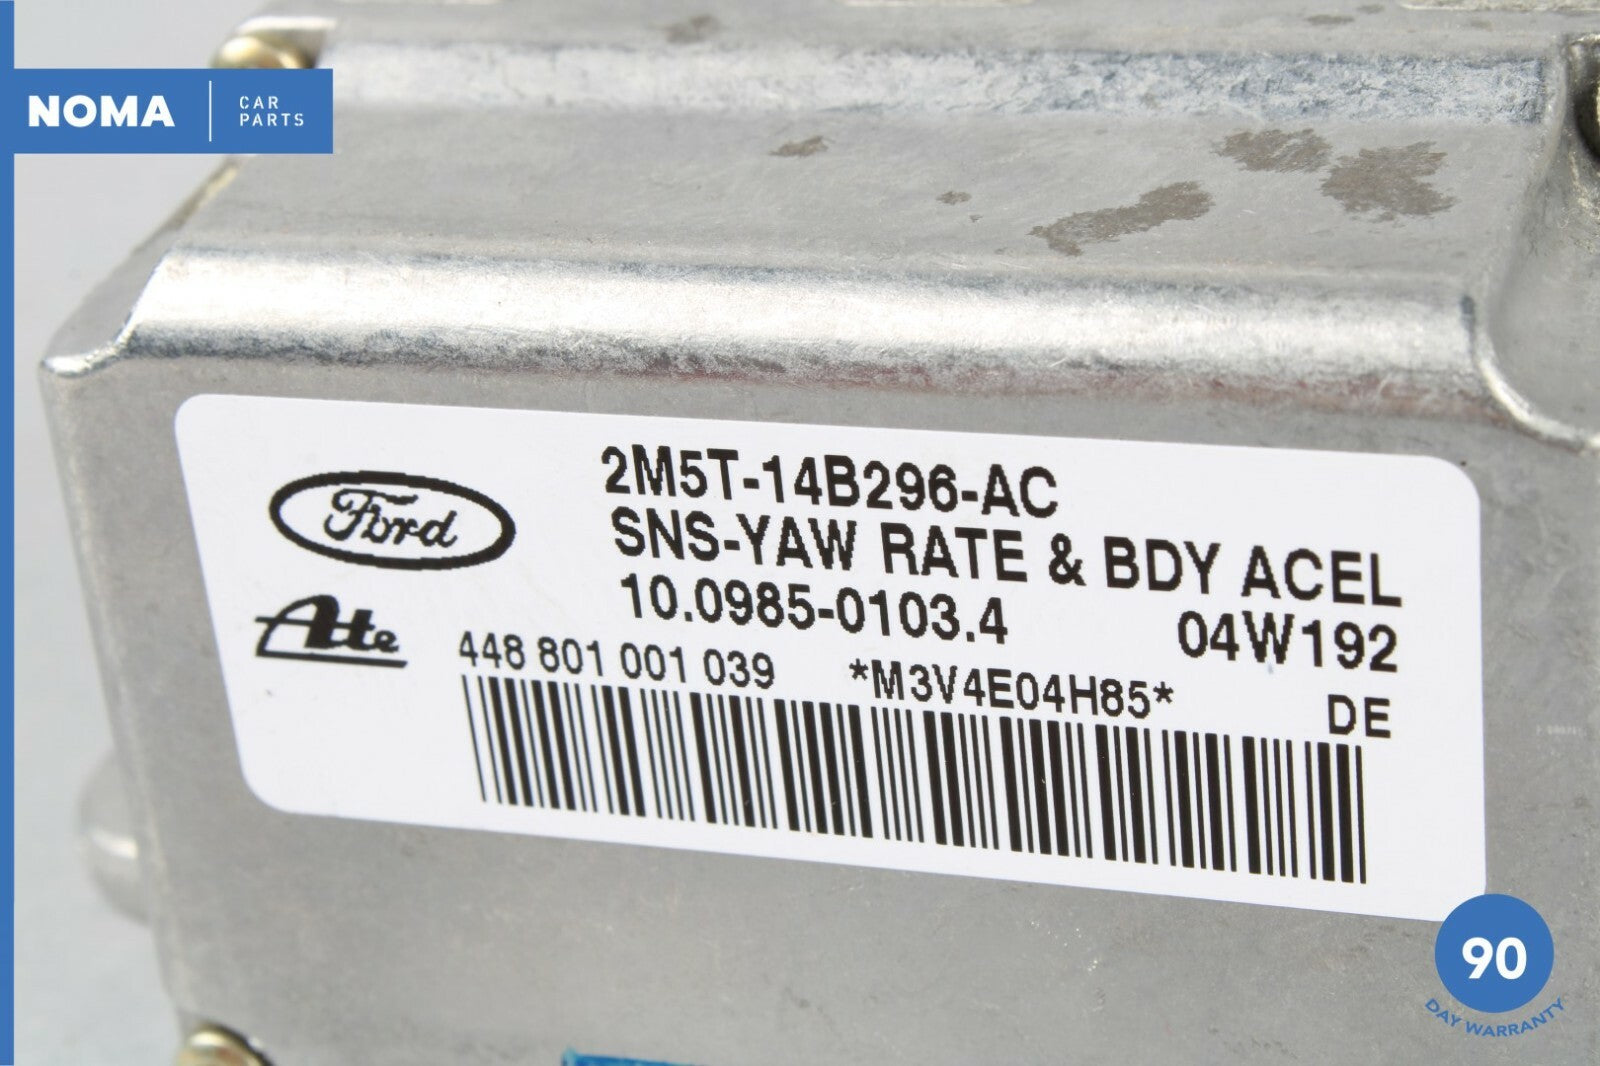 NOMA
CAR
PARTS
Ford
2M5T-14B296-AC
SNS-YAW RATE & BDY ACEL
10.0985-0103.4
04W192
Ate
448 801 001 039
*M3V4E04H85*
DE
90
DAY WARRANTY